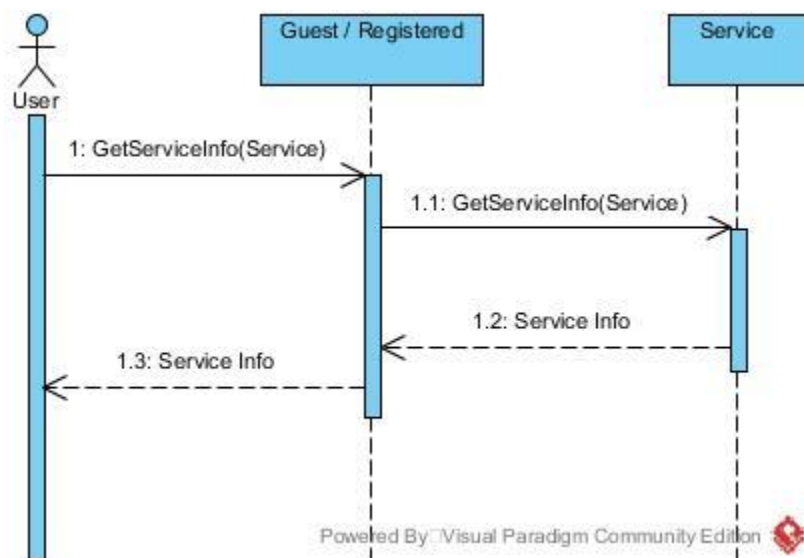 Guest / Registered
Service
User
1: GetServiceInfo(Service)
1.1: GetServiceInfo(Service)
1.2: Service Info
1.3: Service Info
Powered By Visual Paradigm Community Edition